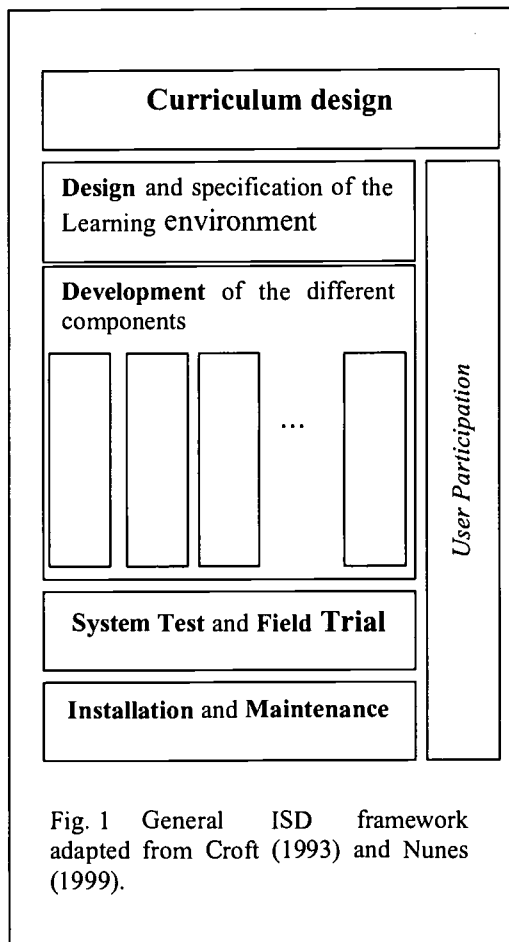 Curriculum design
Design and specification of the
Learning environment
Development of the different
components
...
User Participation
System Test and Field Trial
Installation and Maintenance
Fig. 1 General ISD framework
adapted from Croft (1993) and Nunes
(1999).